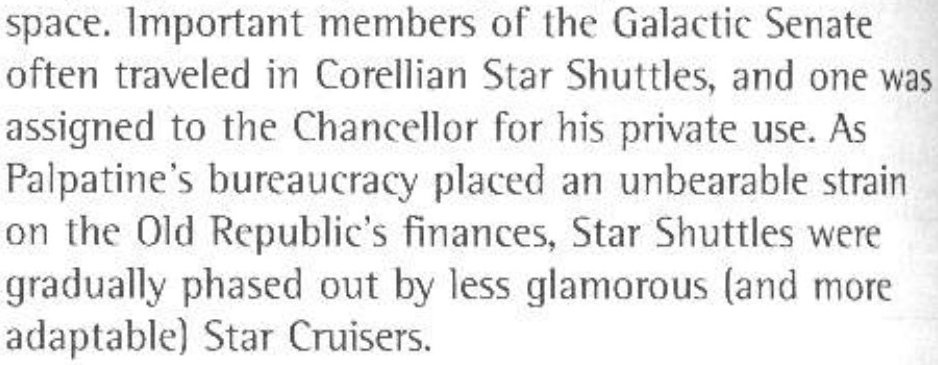 space. Important members of the Galactic Senate
often traveled in Corellian Star Shuttles, and one was
assigned to the Chancellor for his private use. As
Palpatine's bureaucracy placed an unbearable strain
on the Old Republic's finances, Star Shuttles were
gradually phased out by less glamorous (and more
adaptable) Star Cruisers.